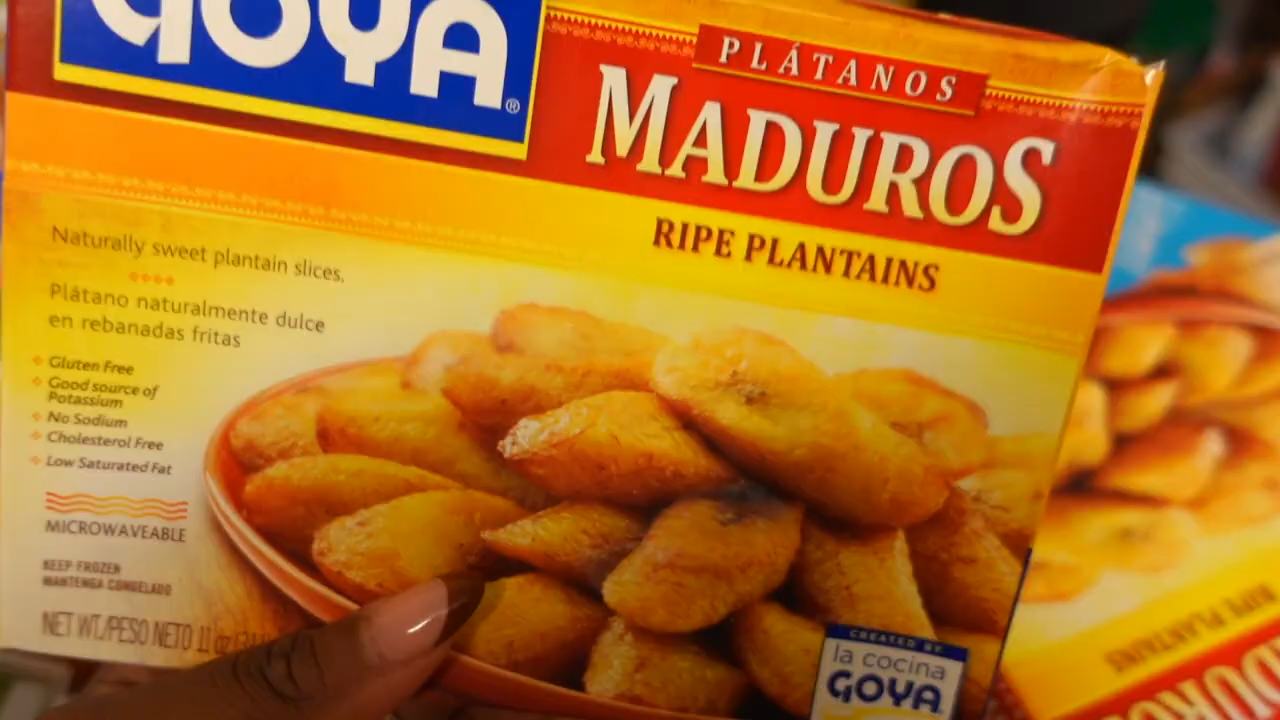 GOYA®
PLÁTANOS
MADUROS
RIPE PLANTAINS
Naturally sweet plantain slices.
Plátano naturalmente dulce
en rebanadas fritas
Gluten Free
Good source of
Potassium
No Sodium
Cholesterol Free
Low Saturated Fat
MICROWAVEABLE
KEEP FROZEN
MANTENGA CONGELADO
NET WT./PESO NETO 11 oz
CREATED BY
la cocina
GOYA
RIPE PLANTAINS